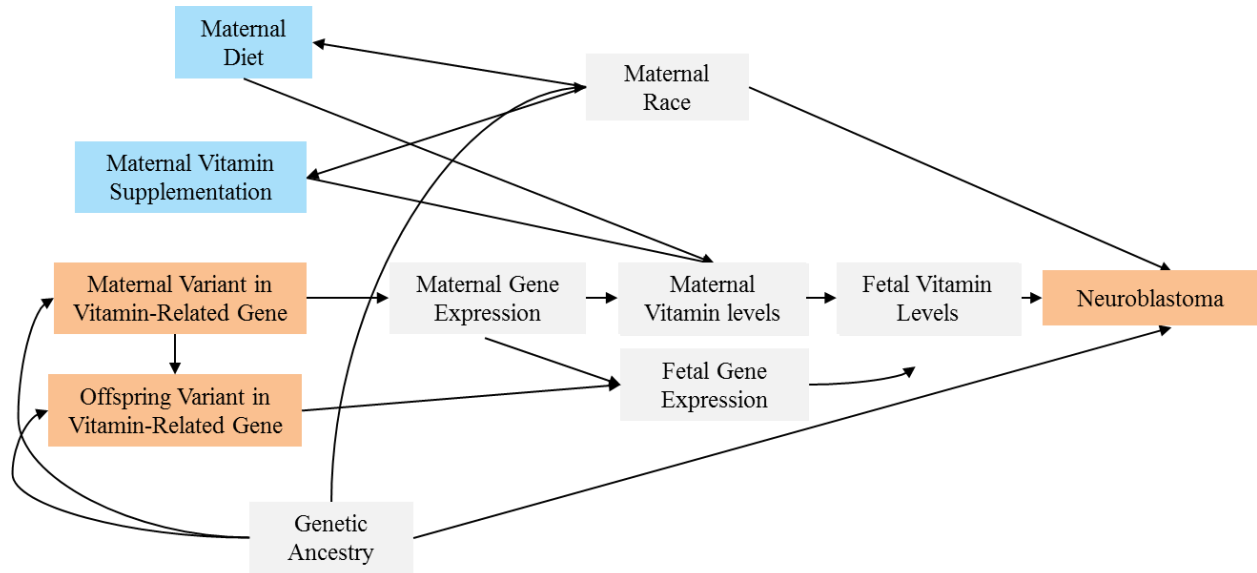 Maternal
Diet
Maternal
Race
Maternal Vitamin
Supplementation
Maternal Variant in
Vitamin-Related Gene
Maternal Gene
Expression
Maternal
Vitamin levels
Fetal Vitamin
Levels
Neuroblastoma
Offspring Variant in
Vitamin-Related Gene
Fetal Gene
Expression
Genetic
Ancestry